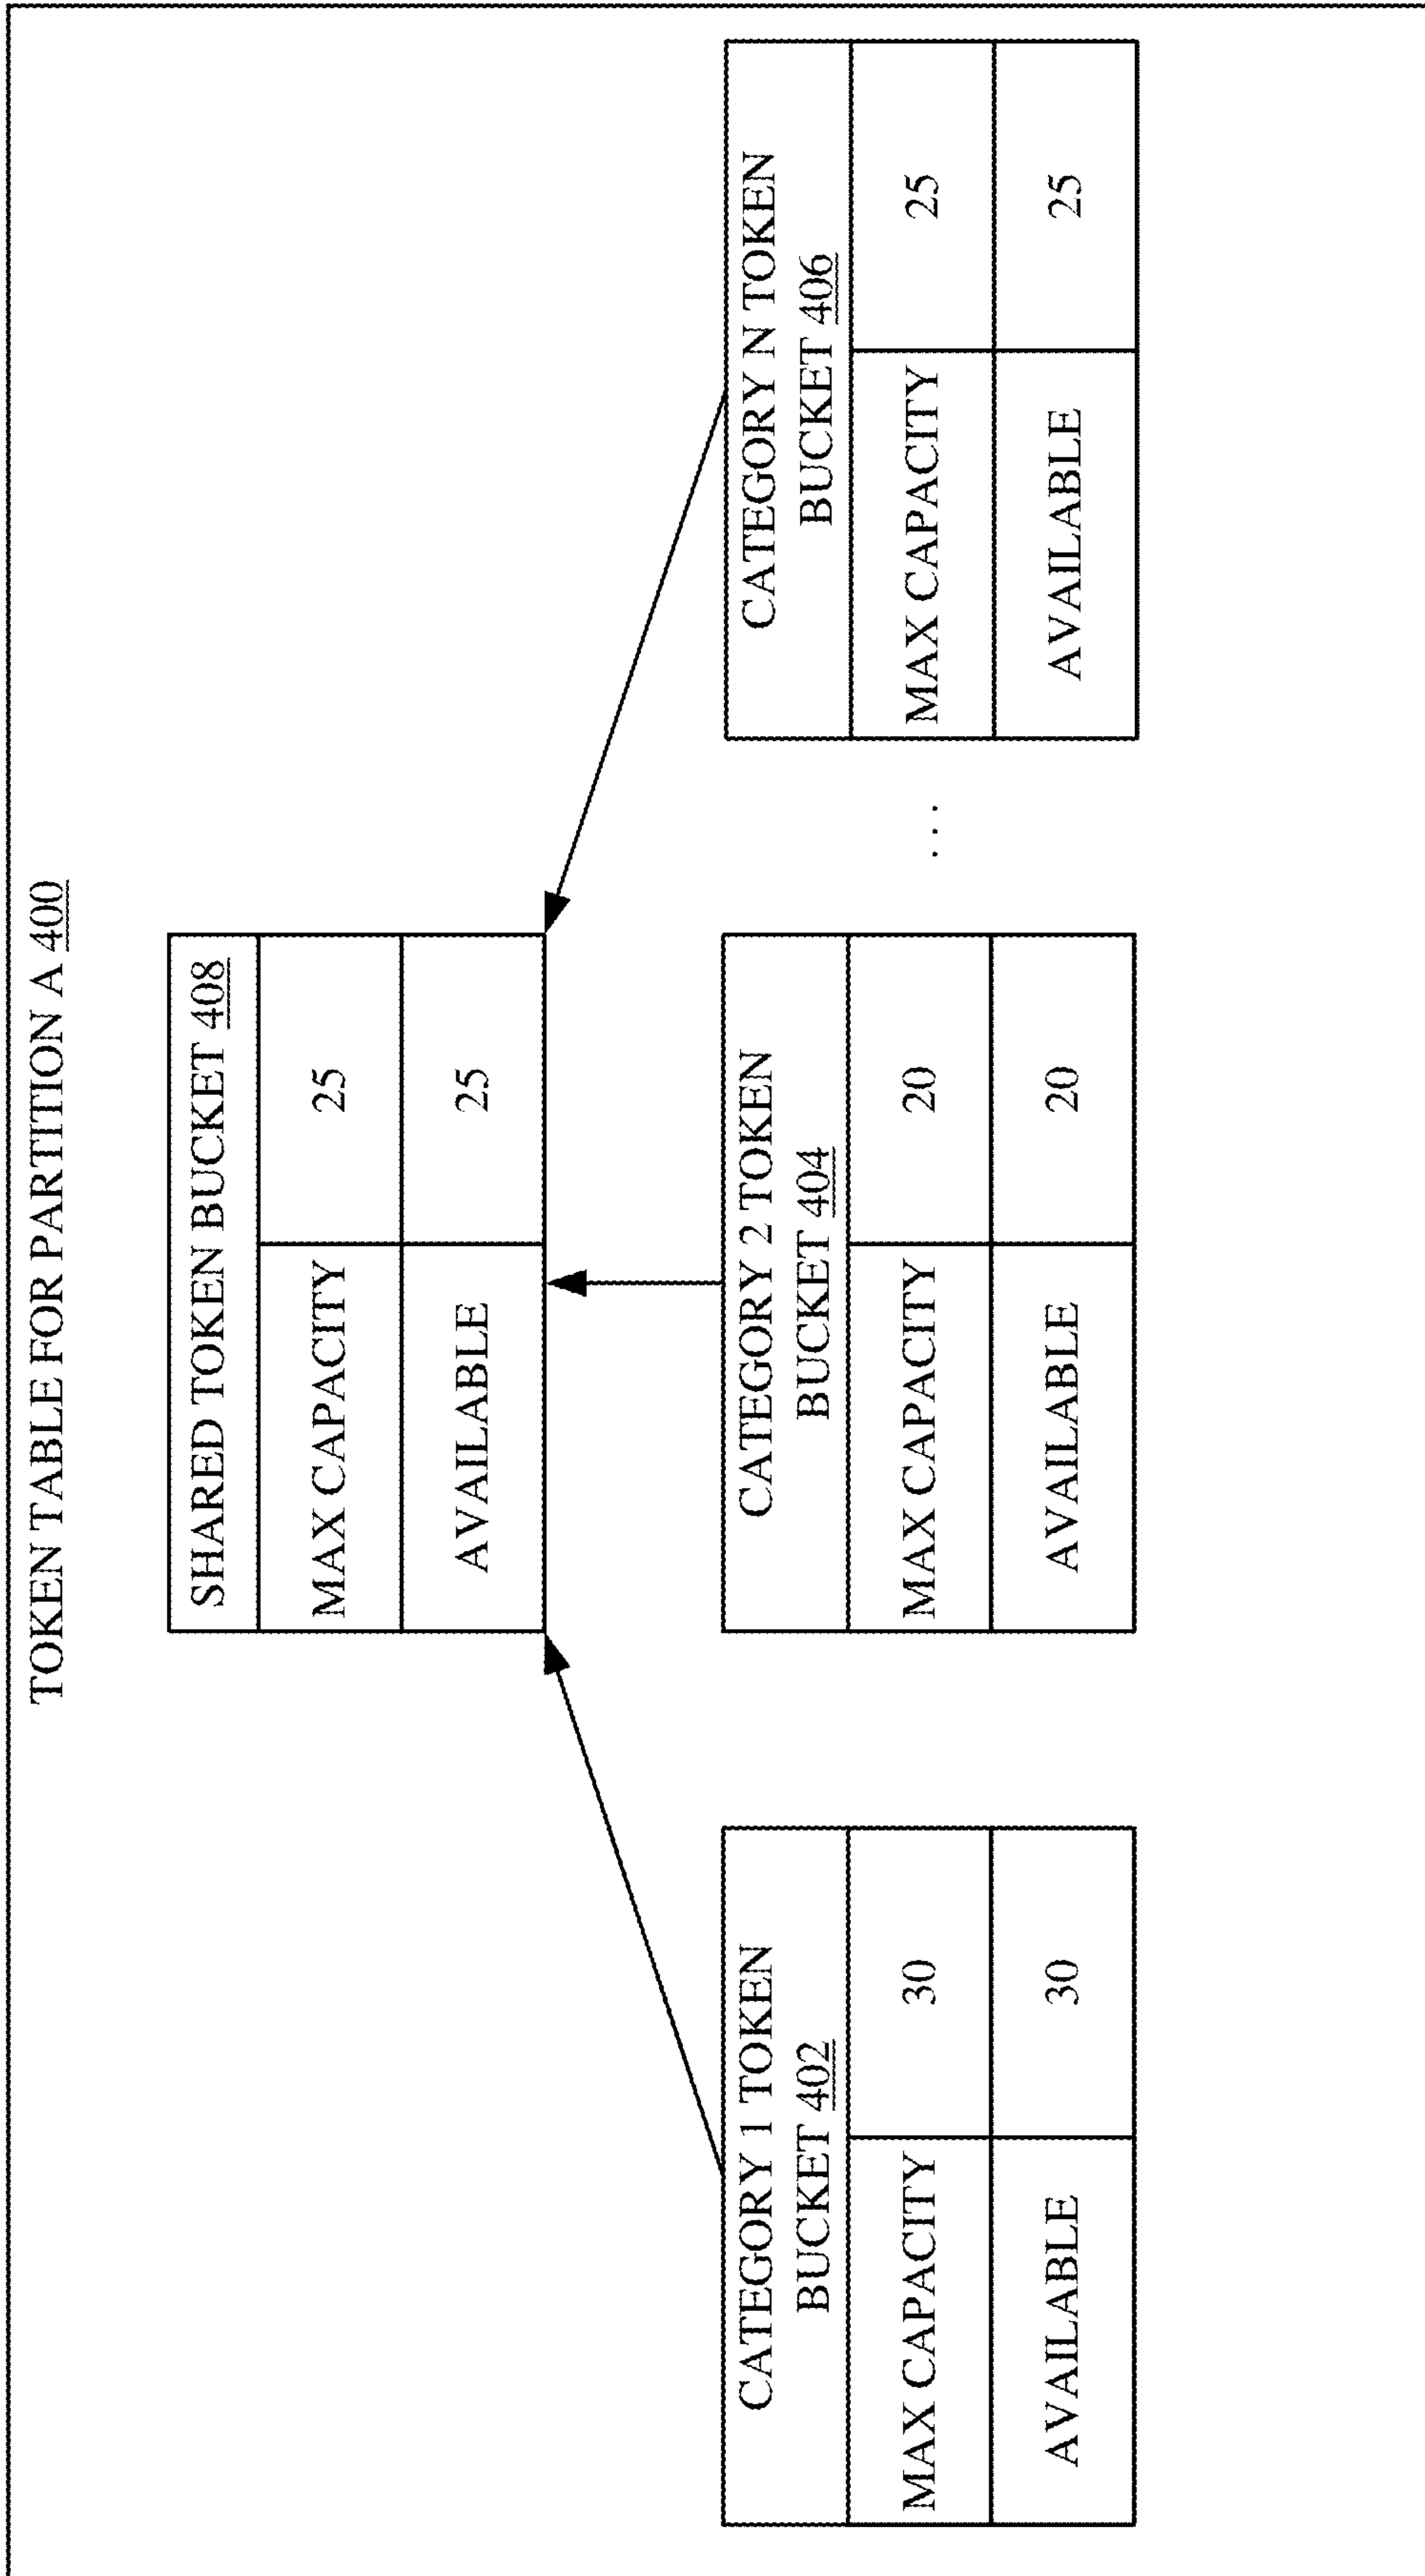 TOKEN TABLE FOR PARTITION A 400
SHARED TOKEN BUCKET 408
MAX CAPACITY 25
AVAILABLE 25
CATEGORY 1 TOKEN
BUCKET 402
MAX CAPACITY 30
AVAILABLE 30
CATEGORY 2 TOKEN
BUCKET 404
MAX CAPACITY 20
AVAILABLE 20
. . .
CATEGORY N TOKEN
BUCKET 406
MAX CAPACITY 25
AVAILABLE 25